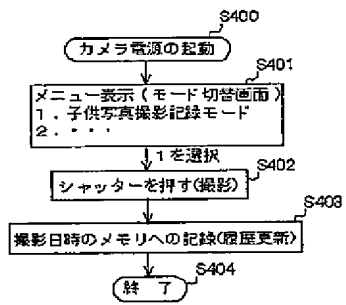 S400
カメラ電源の起動
S401
メニュー表示(モード切替画面)
1．子供写真撮影記録モード
2．・・・
1を選択
S402
シャッターを押す(撮影)
S403
撮影日時のメモリへの記録(履歴更新)
S404
終 了